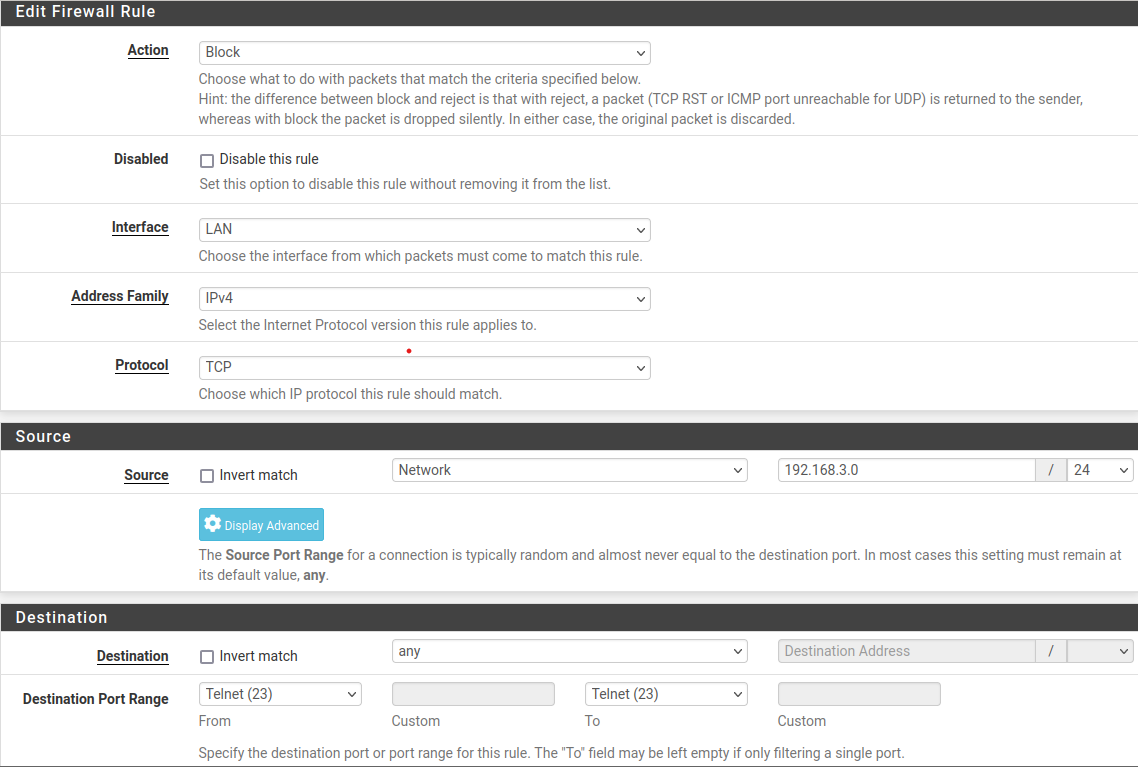 Edit Firewall Rule
Action
Block
Choose what to do with packets that match the criteria specified below.
Hint: the difference between block and reject is that with reject, a packet (TCP RST or ICMP port unreachable for UDP) is returned to the sender,
whereas with block the packet is dropped silently. In either case, the original packet is discarded.
Disabled
Disable this rule
Set this option to disable this rule without removing it from the list.
Interface
LAN
Choose the interface from which packets must come to match this rule.
Address Family
IPv4
Select the Internet Protocol version this rule applies to.
Protocol
TCP
Choose which IP protocol this rule should match.
Source
Source
Invert match
Network
192.168.3.0
/
24
Display Advanced
The Source Port Range for a connection is typically random and almost never equal to the destination port. In most cases this setting must remain at
its default value, any.
Destination
Destination
Invert match
any
Destination Address
/
Destination Port Range
Telnet (23)
Telnet (23)
From
Custom
To
Custom
Specify the destination port or port range for this rule. The "To" field may be left empty if only filtering a single port.